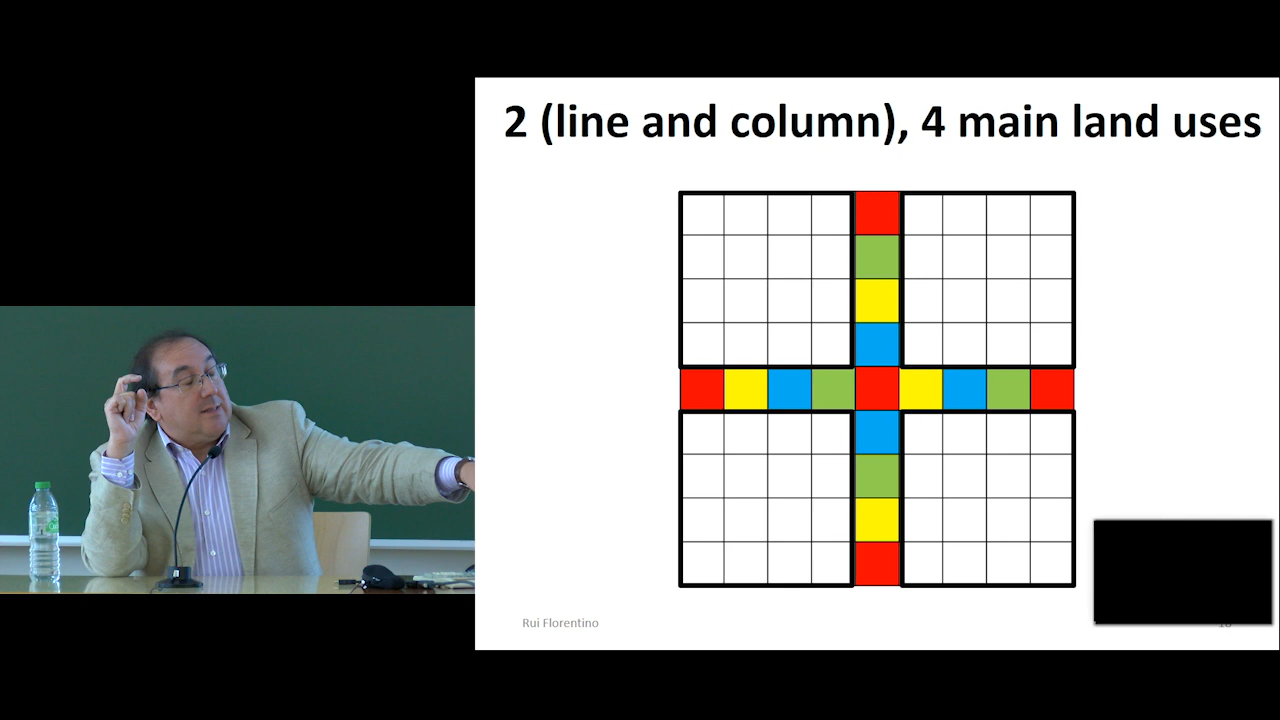 2 (line and column), 4 main land uses
Rui Florentino